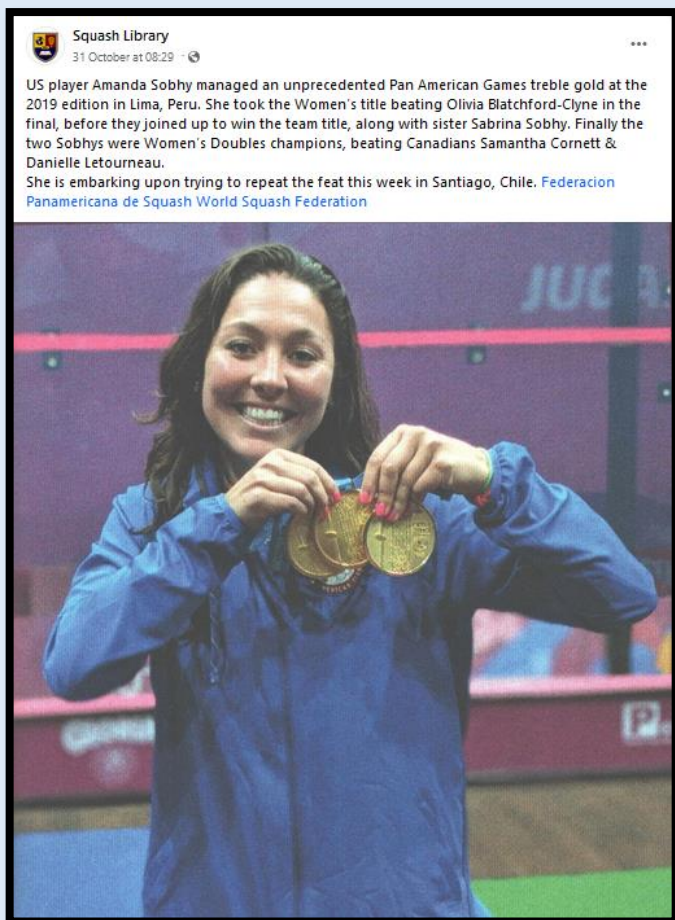 Squash Library
31 October at 08:29 ·
US player Amanda Sobhy managed an unprecedented Pan American Games treble gold at the
2019 edition in Lima, Peru. She took the Women's title beating Olivia Blatchford-Clyne in the
final, before they joined up to win the team title, along with sister Sabrina Sobhy. Finally the
two Sobhys were Women's Doubles champions, beating Canadians Samantha Cornett &
Danielle Letourneau.
She is embarking upon trying to repeat the feat this week in Santiago, Chile. Federacion
Panamericana de Squash World Squash Federation